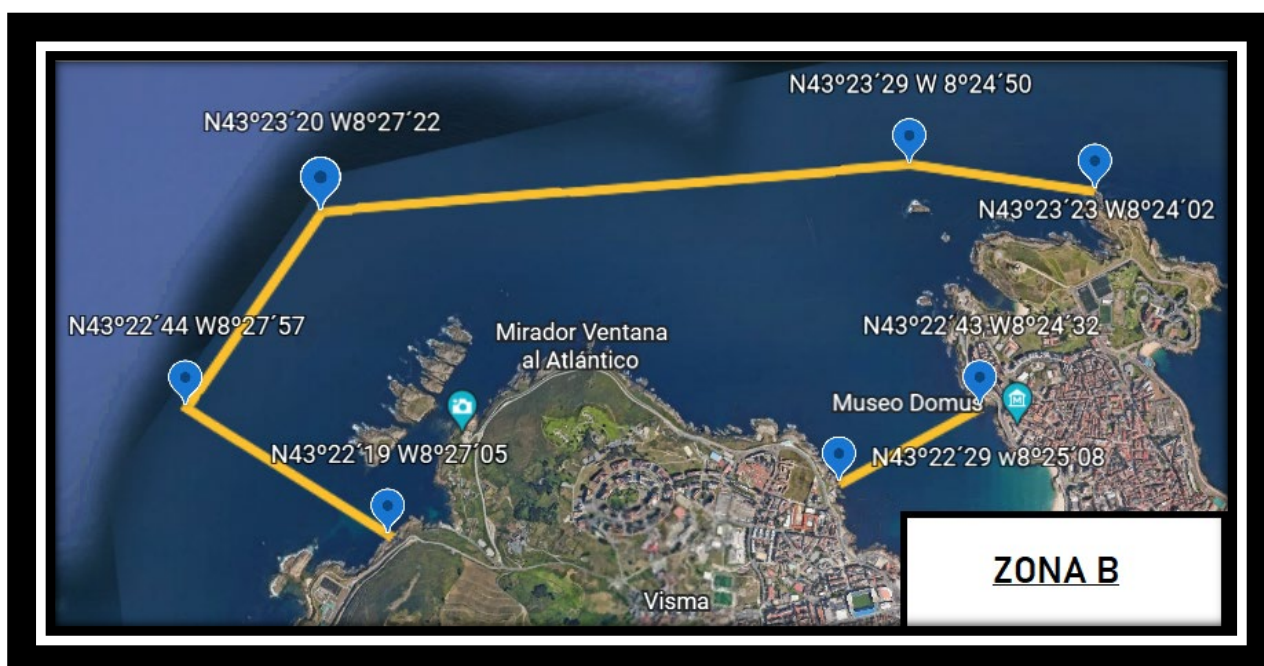 N43º23´29 W 8º24´50
N43º23´20 W8º27´22
N43º23´23 W8º24´02
N43º22´44 W8º27´57
Mirador Ventana
al Atlántico
N43º22´43 W8º24´32
Museo Domus
N43º22´19 W8º27´05
N43º22´29 w8º25´08
Visma
ZONA B